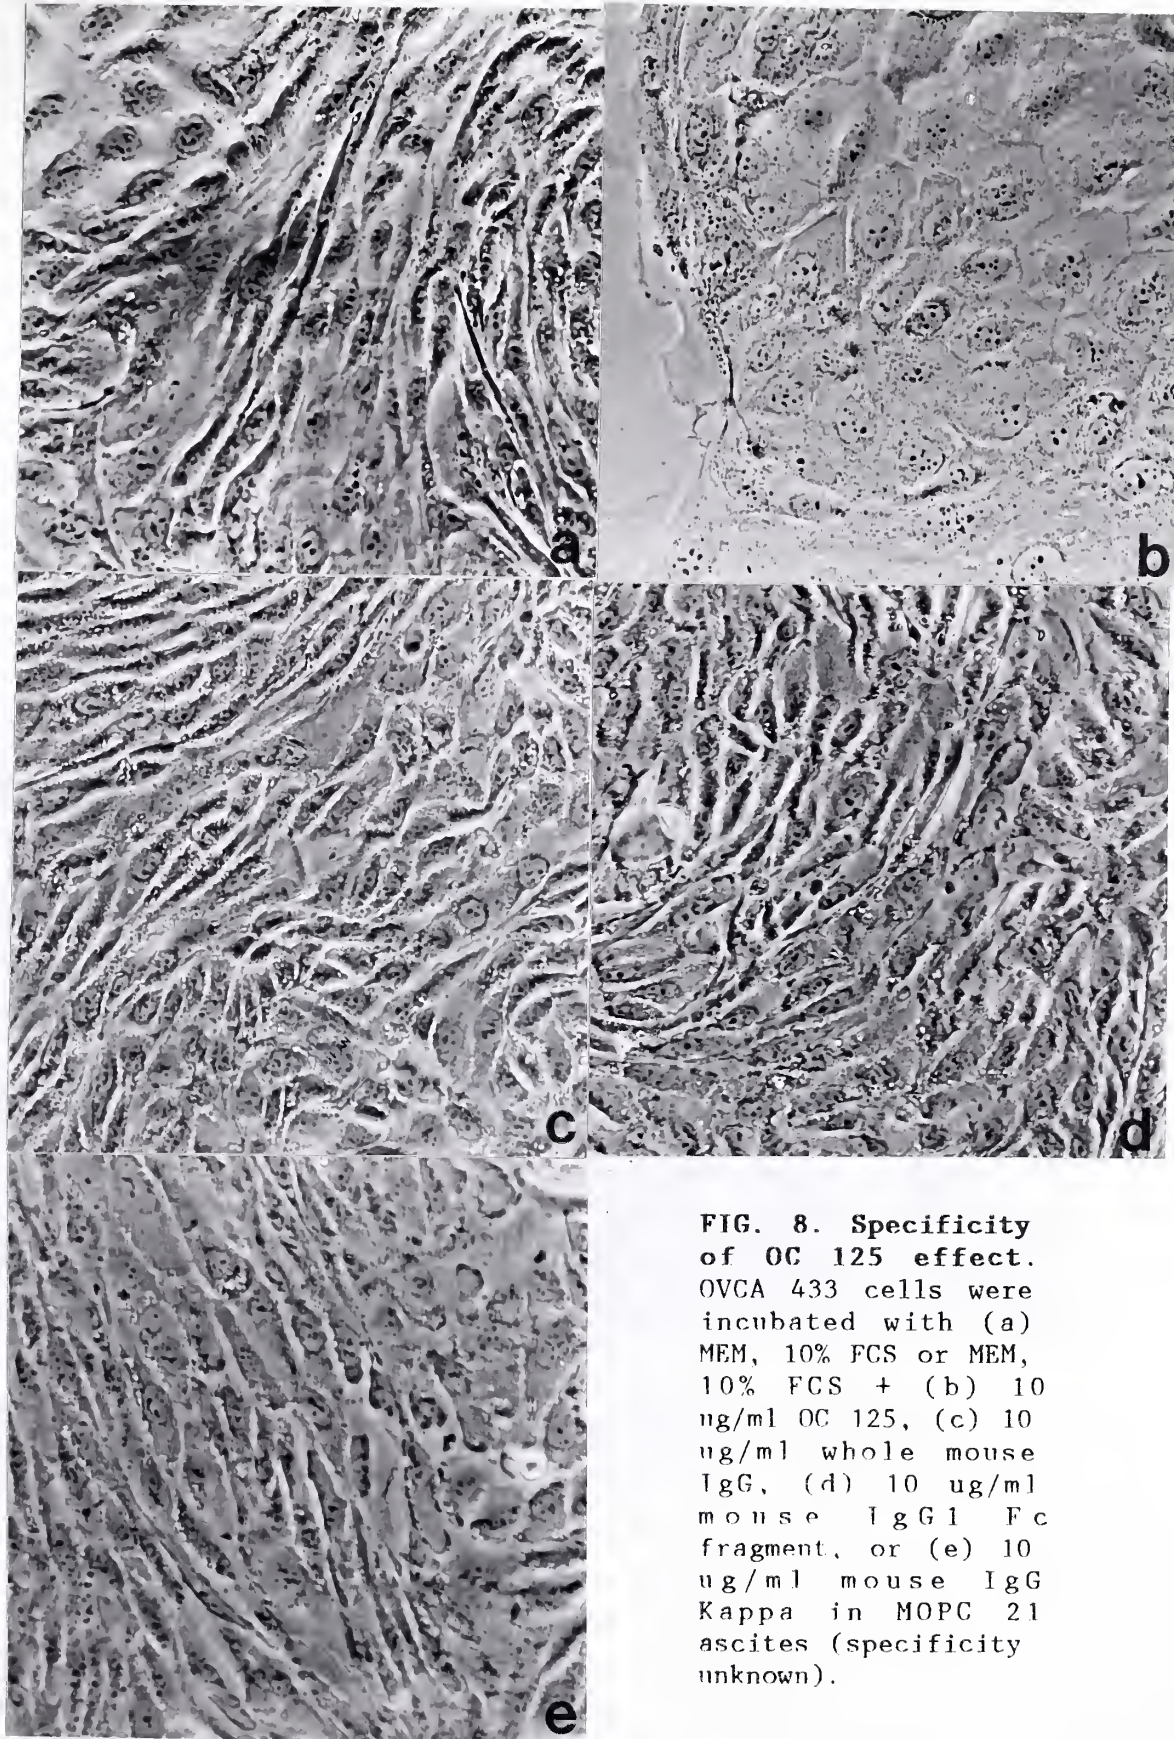 a
b
c
d
e
FIG. 8. Specificity
of OC 125 effect.
OVCA 433 cells were
incubated with (a)
MEM, 10% FCS or MEM,
10% FCS + (b) 10
ug/ml OC 125, (c) 10
ug/ml whole mouse
IgG, (d) 10 ug/ml
mouse IgG1 Fc
fragment, or (e) 10
ug/ml mouse IgG
Kappa in MOPC 21
ascites (specificity
unknown).